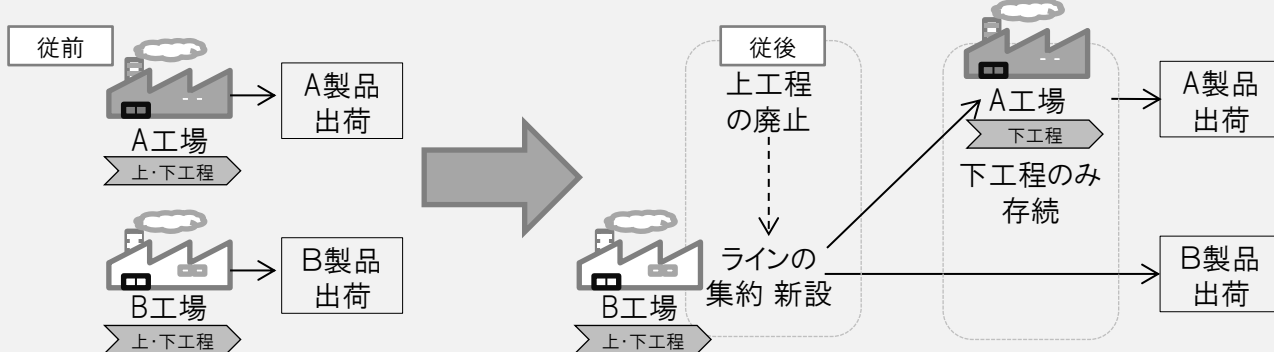 従前
A製品
出荷
A工場
上・下工程
B製品
出荷
B工場
上・下工程
従後
上工程
の廃止
ラインの
集約 新設
B工場
上・下工程
A工場
下工程
下工程のみ
存続
A製品
出荷
B製品
出荷